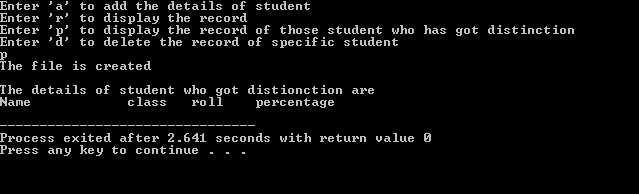 Enter 'a' to add the details of student
Enter 'r' to display the record
Enter 'p' to display the record of those student who has got distinction
Enter 'd' to delete the record of specific student
p
The file is created
The details of student who got distionction are
Name class roll percentage
--------------------------------
Process exited after 2.641 seconds with return value 0
Press any key to continue . . .